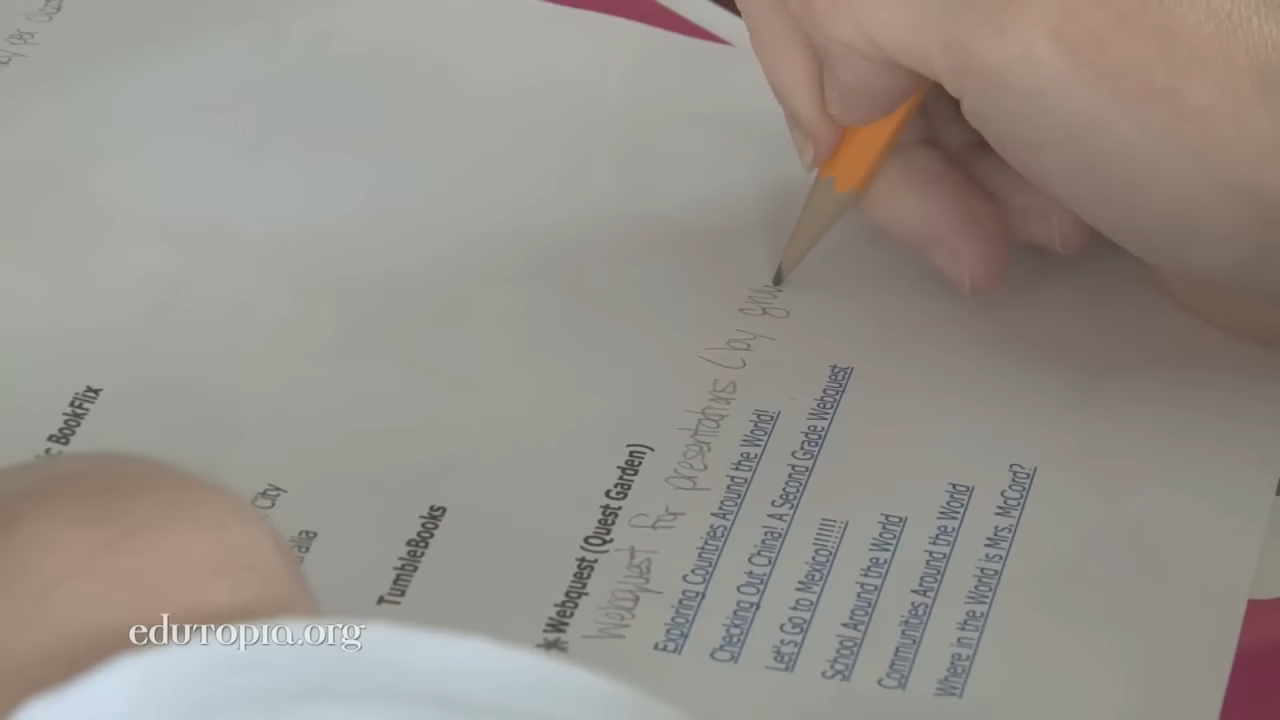 per
BookFlix
City
TumbleBooks
* Webquest (Quest Garden)
Webquest for presentations (by
Exploring Countries Around the World!
Checking Out China! A Second Grade Webquest
Let's Go to Mexico!!!!!!
School Around the World
Communities Around the World
Where in the World is Mrs. McCord?
edutopia.org